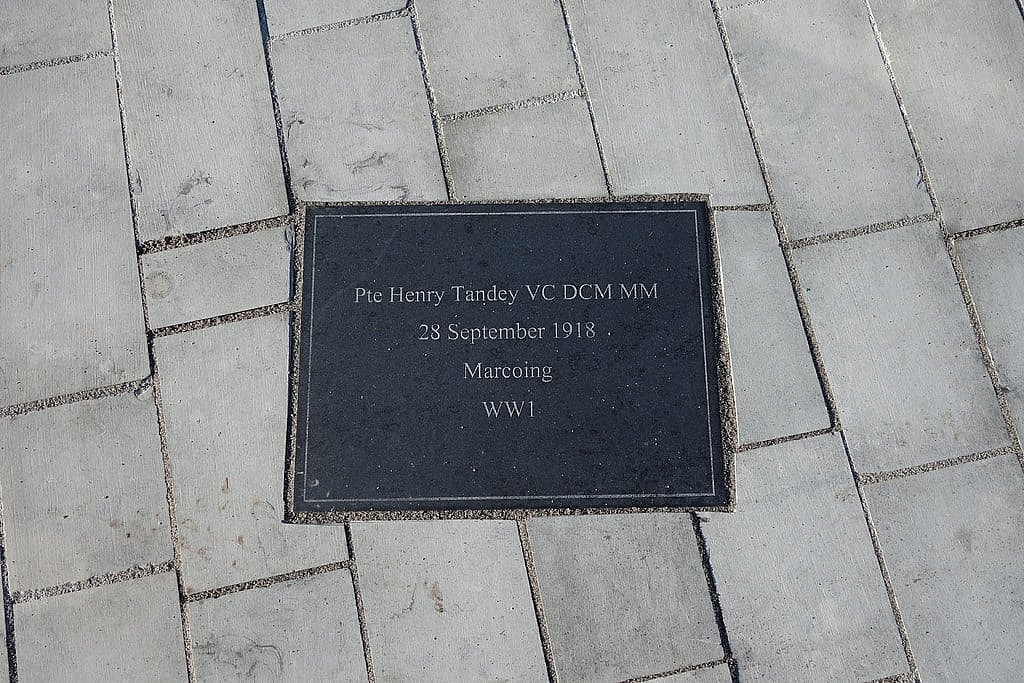 Pte Henry Tandey VC DCM MM
28 September 1918
Marcoing
WW1